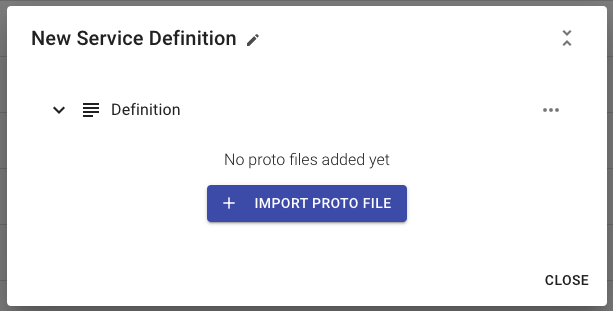 New Service Definition
Definition
No proto files added yet
IMPORT PROTO FILE
CLOSE